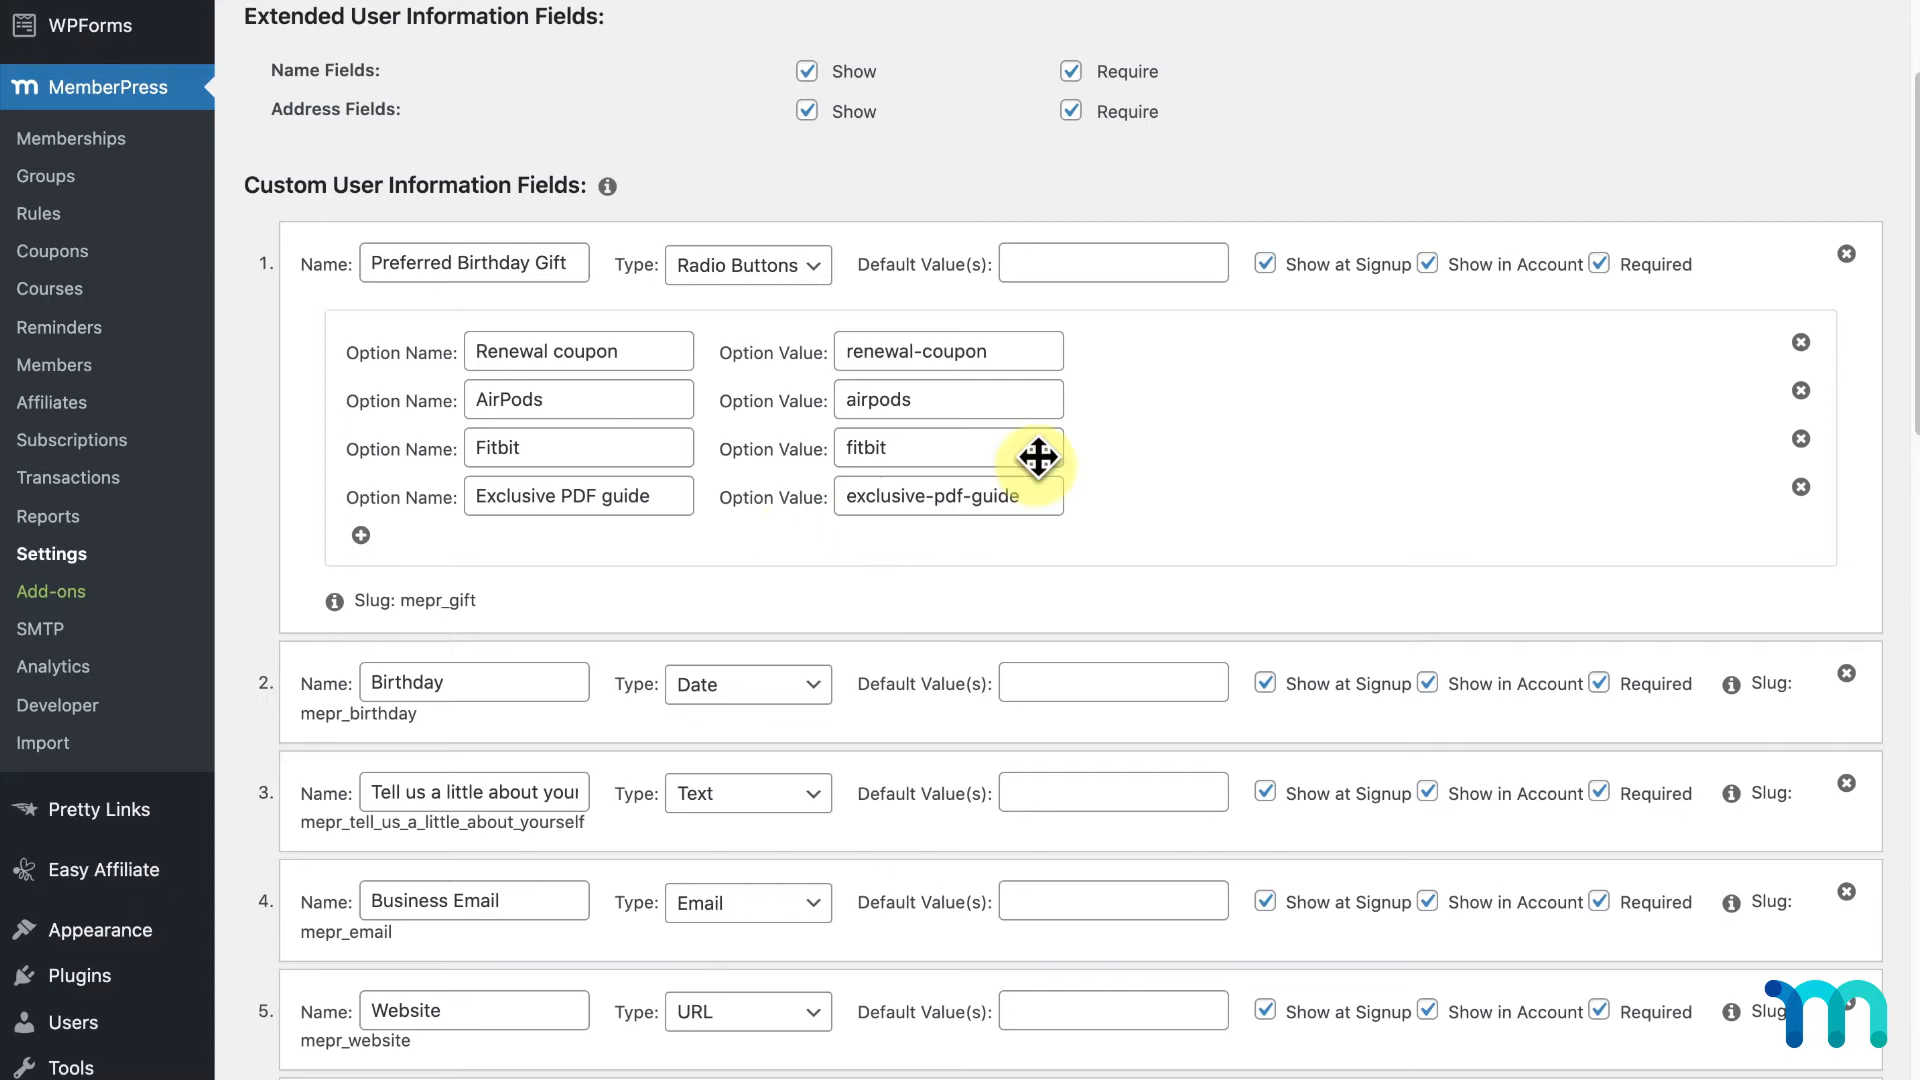 WPForms
MemberPress
Memberships
Groups
Rules
Coupons
Courses
Reminders
Members
Affiliates
Subscriptions
Transactions
Reports
Settings
Add-ons
SMTP
Analytics
Developer
Import
Pretty Links
Easy Affiliate
Appearance
Plugins
Users
Tools
Extended User Information Fields:
Name Fields: Show Require
Address Fields: Show Require
Custom User Information Fields:
1. Name: Preferred Birthday Gift Type: Radio Buttons Default Value(s): Show at Signup Show in Account Required
Option Name: Renewal coupon Option Value: renewal-coupon
Option Name: AirPods Option Value: airpods
Option Name: Fitbit Option Value: fitbit
Option Name: Exclusive PDF guide Option Value: exclusive-pdf-guide
Slug: mepr_gift
2. Name: Birthday Type: Date Default Value(s): Show at Signup Show in Account Required Slug:
mepr_birthday
3. Name: Tell us a little about your Type: Text Default Value(s): Show at Signup Show in Account Required Slug:
mepr_tell_us_a_little_about_yourself
4. Name: Business Email Type: Email Default Value(s): Show at Signup Show in Account Required Slug:
mepr_email
5. Name: Website Type: URL Default Value(s): Show at Signup Show in Account Required
mepr_website